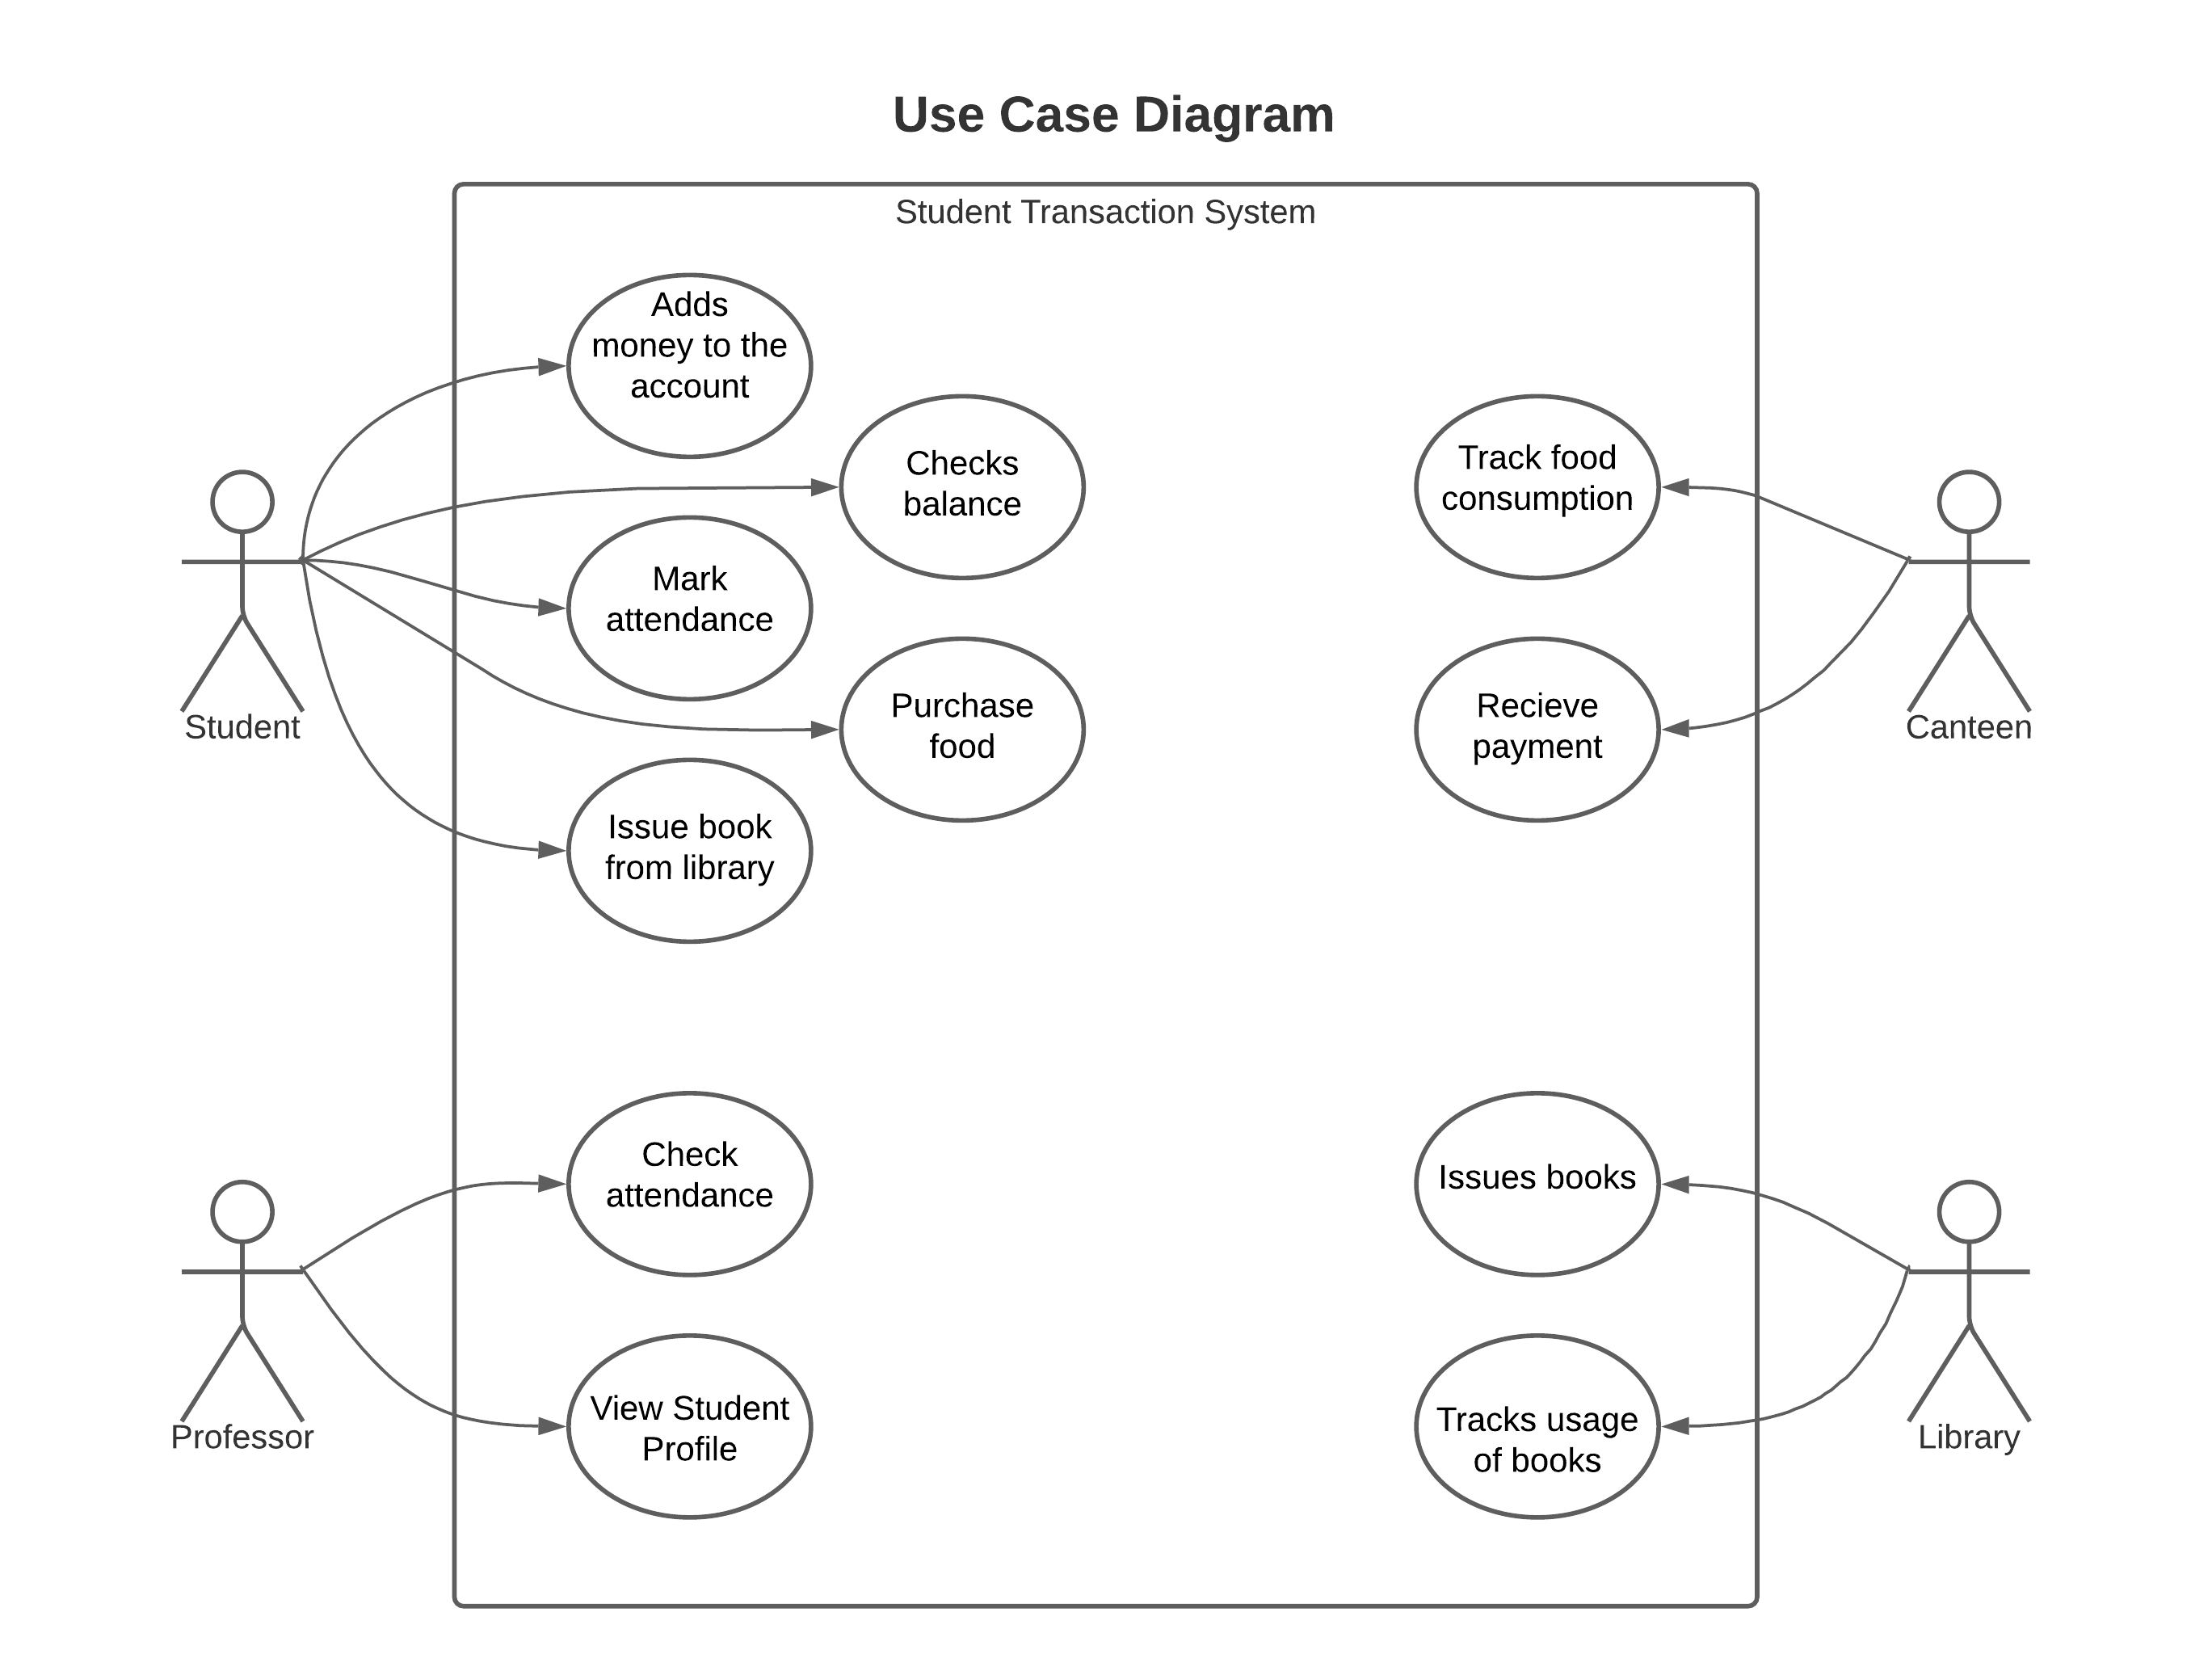 Use Case Diagram
Student Transaction System
Adds
money to the
account
Checks
balance
Mark
attendance
Purchase
food
Issue book
from library
Student
Track food
consumption
Recieve
payment
Canteen
Check
attendance
View Student
Profile
Professor
Issues books
Tracks usage
of books
Library